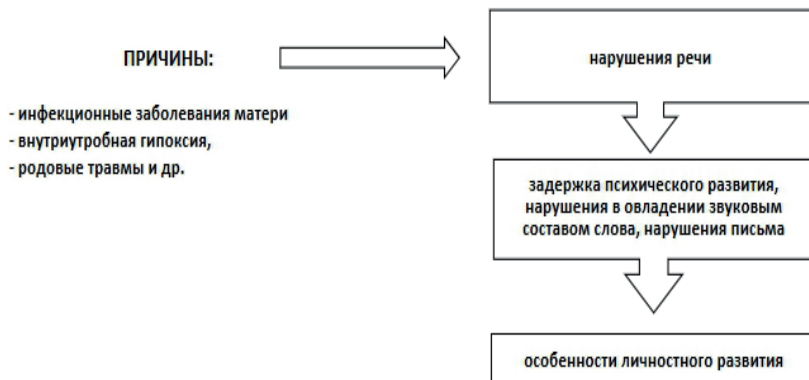 ПРИЧИНЫ:
- инфекционные заболевания матери
- внутриутробная гипоксия,
- родовые травмы и др.
нарушения речи
задержка психического развития,
нарушения в овладении звуковым
составом слова, нарушения письма
особенности личностного развития